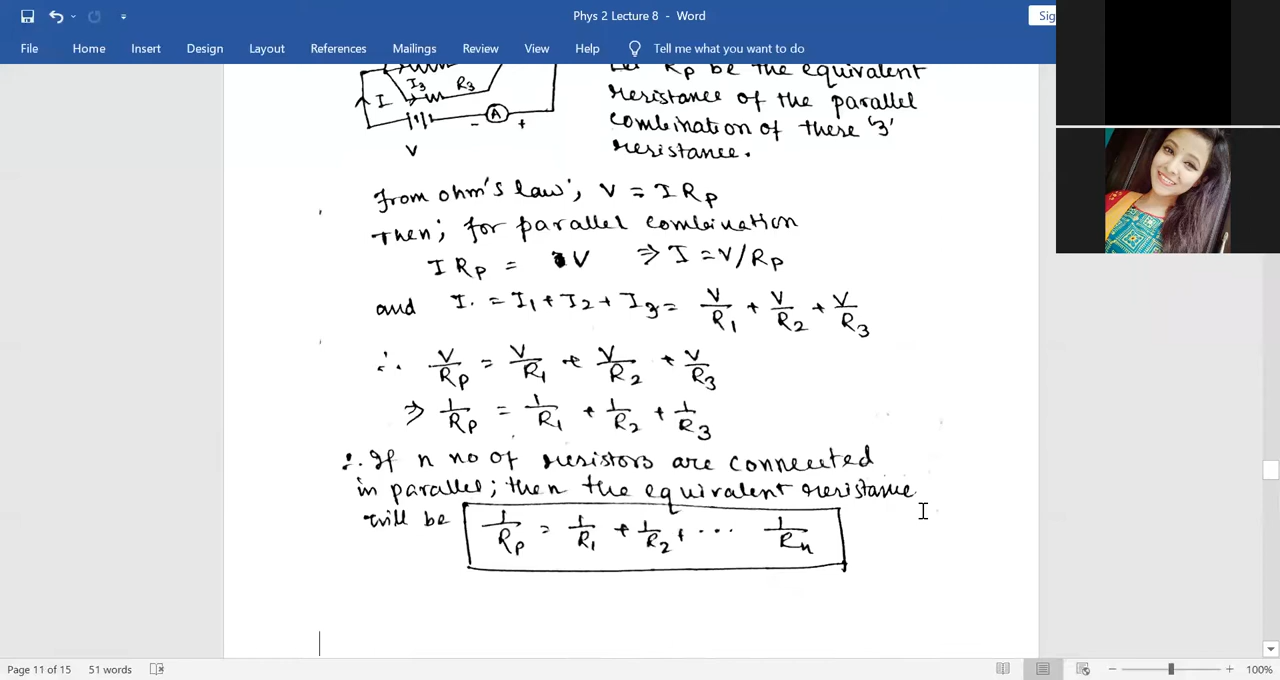 Phys 2 Lecture 8 - Word
Sig
File Home Insert Design Layout References Mailings Review View Help Tell me what you want to do
Let Rp be the equivalent
resistance of the parallel
combination of these '3'
resistance.
I3 R3
I
A
- +
V
from ohm's law; V = I Rp
Then; for parallel combination
I Rp = V ⇒ I = V/Rp
and I = I1 + I2 + I3 = V/R1 + V/R2 + V/R3
∴ V/Rp = V/R1 + V/R2 + V/R3
⇒ 1/Rp = 1/R1 + 1/R2 + 1/R3
∴ If n no of resistors are connected
in parallel; then the equivalent resistance
will be 1/Rp = 1/R1 + 1/R2 + ... 1/Rn
Page 11 of 15 51 words 100%